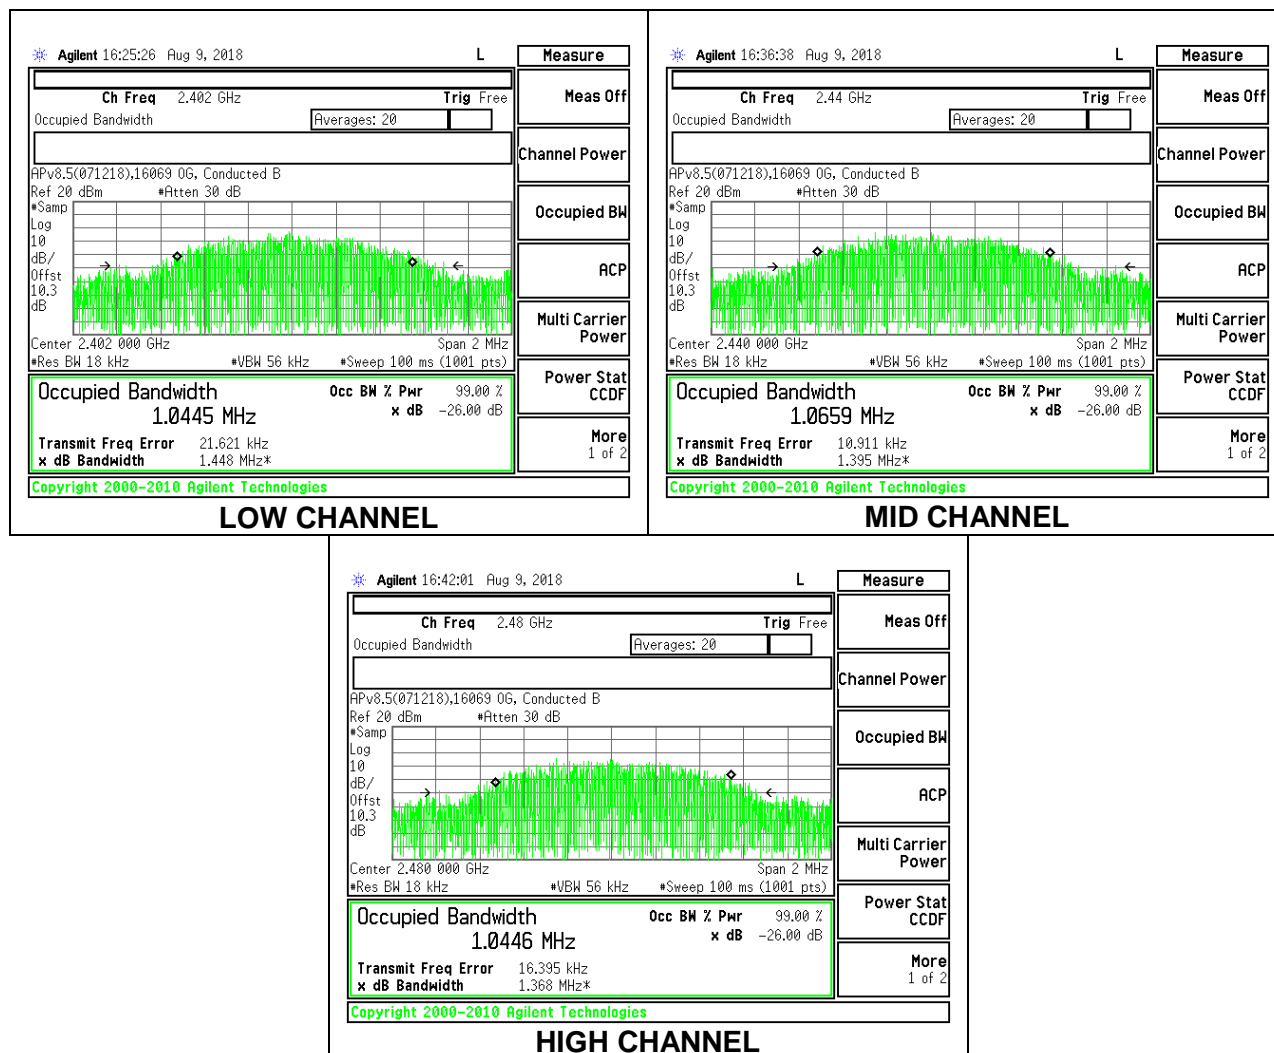 Agilent 16:25:26 Aug 9, 2018 L
Measure
Ch Freq 2.402 GHz Trig Free
Meas Off
Occupied Bandwidth Averages: 20
Channel Power
APv8.5(071218),16069 OG, Conducted B
Ref 20 dBm #Atten 30 dB
#Samp
Log
10
dB/
Offst
10.3
dB
Occupied BW
ACP
Multi Carrier
Power
Center 2.402 000 GHz Span 2 MHz
#Res BW 18 kHz #VBW 56 kHz #Sweep 100 ms (1001 pts)
Power Stat
CCDF
Occupied Bandwidth Occ BW % Pwr 99.00 %
1.0445 MHz x dB -26.00 dB
More
1 of 2
Transmit Freq Error 21.621 kHz
x dB Bandwidth 1.448 MHz*
Copyright 2000-2010 Agilent Technologies
LOW CHANNEL
Agilent 16:36:38 Aug 9, 2018 L
Measure
Ch Freq 2.44 GHz Trig Free
Meas Off
Occupied Bandwidth Averages: 20
Channel Power
APv8.5(071218),16069 OG, Conducted B
Ref 20 dBm #Atten 30 dB
#Samp
Log
10
dB/
Offst
10.3
dB
Occupied BW
ACP
Multi Carrier
Power
Center 2.440 000 GHz Span 2 MHz
#Res BW 18 kHz #VBW 56 kHz #Sweep 100 ms (1001 pts)
Power Stat
CCDF
Occupied Bandwidth Occ BW % Pwr 99.00 %
1.0659 MHz x dB -26.00 dB
More
1 of 2
Transmit Freq Error 10.911 kHz
x dB Bandwidth 1.395 MHz*
Copyright 2000-2010 Agilent Technologies
MID CHANNEL
Agilent 16:42:01 Aug 9, 2018 L
Measure
Ch Freq 2.48 GHz Trig Free
Meas Off
Occupied Bandwidth Averages: 20
Channel Power
APv8.5(071218),16069 OG, Conducted B
Ref 20 dBm #Atten 30 dB
#Samp
Log
10
dB/
Offst
10.3
dB
Occupied BW
ACP
Multi Carrier
Power
Center 2.480 000 GHz Span 2 MHz
#Res BW 18 kHz #VBW 56 kHz #Sweep 100 ms (1001 pts)
Power Stat
CCDF
Occupied Bandwidth Occ BW % Pwr 99.00 %
1.0446 MHz x dB -26.00 dB
More
1 of 2
Transmit Freq Error 16.395 kHz
x dB Bandwidth 1.368 MHz*
Copyright 2000-2010 Agilent Technologies
HIGH CHANNEL